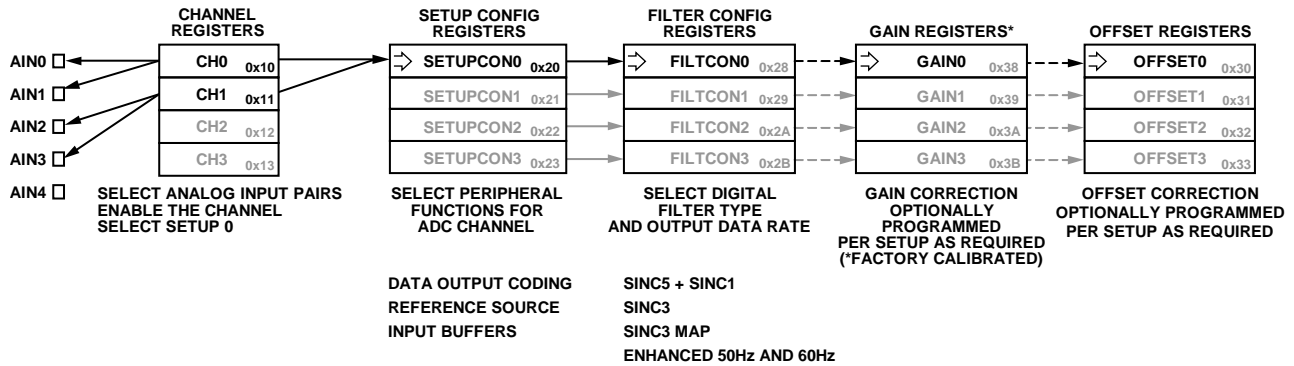 CHANNEL
REGISTERS
SETUP CONFIG
REGISTERS
FILTER CONFIG
REGISTERS
GAIN REGISTERS*
OFFSET REGISTERS
AIN0
CH0 0x10
SETUPCON0 0x20
FILTCON0 0x28
GAIN0 0x38
OFFSET0 0x30
AIN1
CH1 0x11
SETUPCON1 0x21
FILTCON1 0x29
GAIN1 0x39
OFFSET1 0x31
AIN2
CH2 0x12
SETUPCON2 0x22
FILTCON2 0x2A
GAIN2 0x3A
OFFSET2 0x32
AIN3
CH3 0x13
SETUPCON3 0x23
FILTCON3 0x2B
GAIN3 0x3B
OFFSET3 0x33
AIN4
SELECT ANALOG INPUT PAIRS
ENABLE THE CHANNEL
SELECT SETUP 0
SELECT PERIPHERAL
FUNCTIONS FOR
ADC CHANNEL
SELECT DIGITAL
FILTER TYPE
AND OUTPUT DATA RATE
GAIN CORRECTION
OPTIONALLY
PROGRAMMED
PER SETUP AS REQUIRED
(*FACTORY CALIBRATED)
OFFSET CORRECTION
OPTIONALLY PROGRAMMED
PER SETUP AS REQUIRED
DATA OUTPUT CODING
REFERENCE SOURCE
INPUT BUFFERS
SINC5 + SINC1
SINC3
SINC3 MAP
ENHANCED 50Hz AND 60Hz